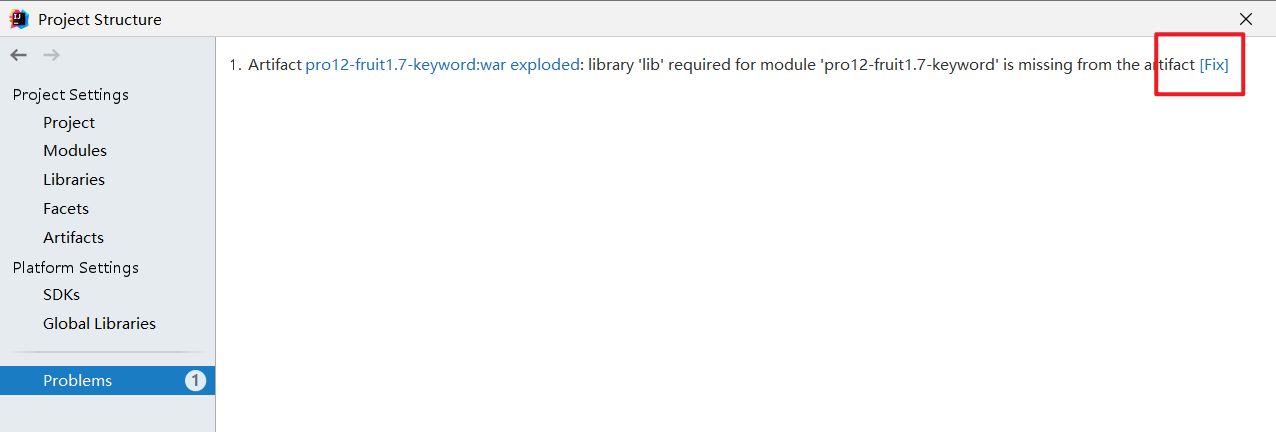 Project Structure
Project Settings
Project
Modules
Libraries
Facets
Artifacts
Platform Settings
SDKs
Global Libraries
Problems 1
1. Artifact pro12-fruit1.7-keyword:war exploded: library 'lib' required for module 'pro12-fruit1.7-keyword' is missing from the artifact [Fix]